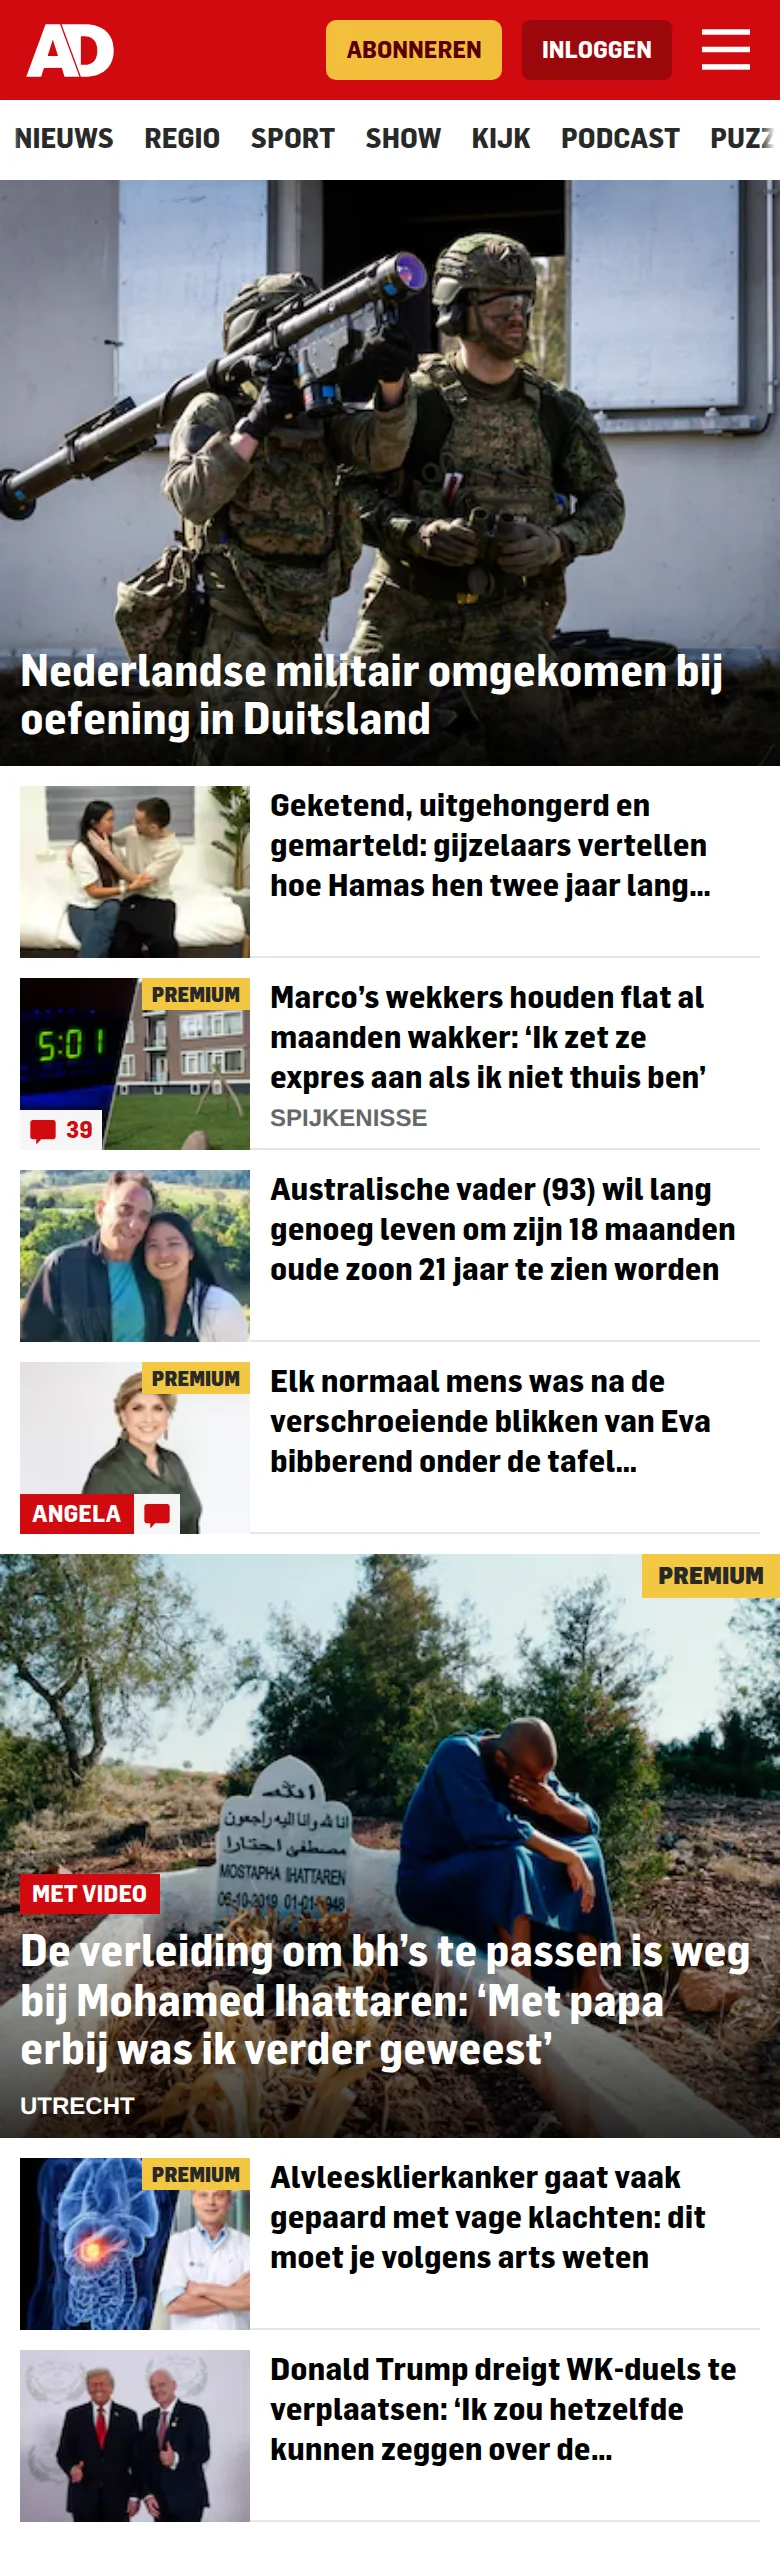 AD
ABONNEREN
INLOGGEN
NIEUWS REGIO SPORT SHOW KIJK PODCAST PUZZ
Nederlandse militair omgekomen bij
oefening in Duitsland
Geketend, uitgehongerd en
gemarteld: gijzelaars vertellen
hoe Hamas hen twee jaar lang...
PREMIUM
5:01
39
Marco’s wekkers houden flat al
maanden wakker: ‘Ik zet ze
expres aan als ik niet thuis ben’
SPIJKENISSE
Australische vader (93) wil lang
genoeg leven om zijn 18 maanden
oude zoon 21 jaar te zien worden
PREMIUM
ANGELA
Elk normaal mens was na de
verschroeiende blikken van Eva
bibberend onder de tafel...
PREMIUM
انا لله وانا اليه راجعون
مصطفى احتارا
MOSTAPHA IHATTAREN
MET VIDEO
De verleiding om bh’s te passen is weg
bij Mohamed Ihattaren: ‘Met papa
erbij was ik verder geweest’
UTRECHT
PREMIUM
Alvleesklierkanker gaat vaak
gepaard met vage klachten: dit
moet je volgens arts weten
Donald Trump dreigt WK-duels te
verplaatsen: ‘Ik zou hetzelfde
kunnen zeggen over de...